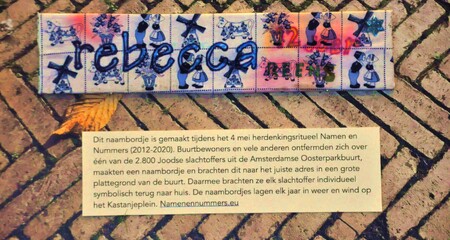 rebecca
REENS
Dit naambordje is gemaakt tijdens het 4 mei herdenkingsritueel Namen en
Nummers (2012-2020). Buurtbewoners en vele anderen ontfermden zich over
één van de 2.800 Joodse slachtoffers uit de Amsterdamse Oosterparkbuurt,
maakten een naambordje en brachten dit naar het juiste adres in een grote
plattegrond van de buurt. Daarmee brachten ze elk slachtoffer individueel
symbolisch terug naar huis. De naambordjes lagen elk jaar in weer en wind op
het Kastanjeplein. Namenennummers.eu